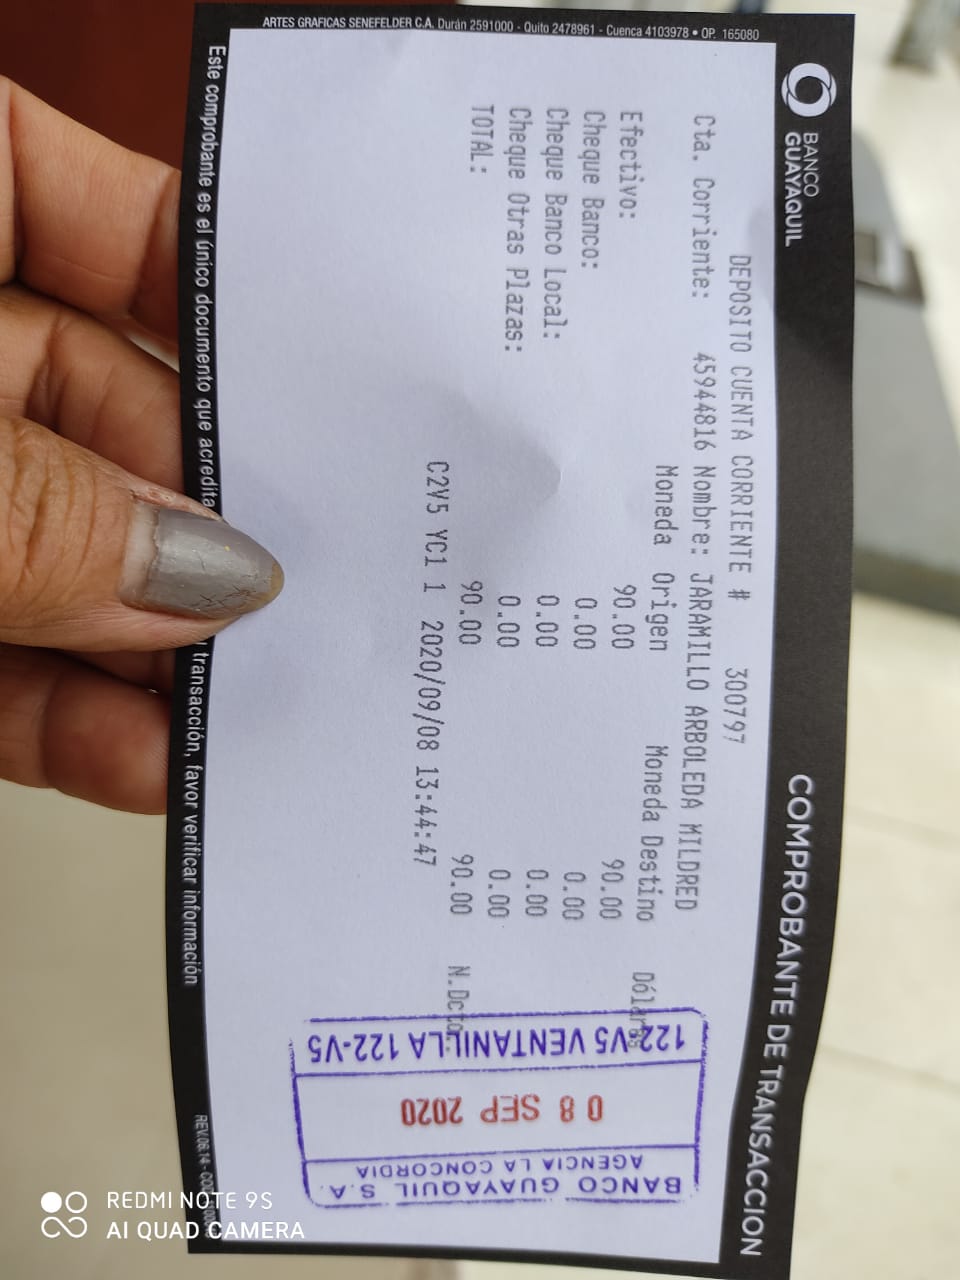 BANCO
GUAYAQUIL
COMPROBANTE DE TRANSACCION
DEPOSITO CUENTA CORRIENTE # 300797
Cta. Corriente: 45944816 Nombre: JARAMILLO ARBOLEDA MILDRED
Moneda Origen Moneda Destino Dólares
Efectivo: 90.00 90.00
Cheque Banco: 0.00 0.00
Cheque Banco Local: 0.00 0.00
Cheque Otras Plazas: 0.00 0.00
TOTAL: 90.00 90.00 N.Dcto.
C2V5 YC1 1 2020/09/08 13:44:47
BANCO GUAYAQUIL S.A.
AGENCIA LA CONCORDIA
08 SEP 2020
122-V5 VENTANILLA 122-V5
ARTES GRAFICAS SENEFELDER C.A. Durán 2591000 - Quito 2478961 - Cuenca 4103978 • OP. 165080
Este comprobante es el único documento que acredita transacción, favor verificar información
REV.06.14 - COD.
REDMI NOTE 9S
AI QUAD CAMERA